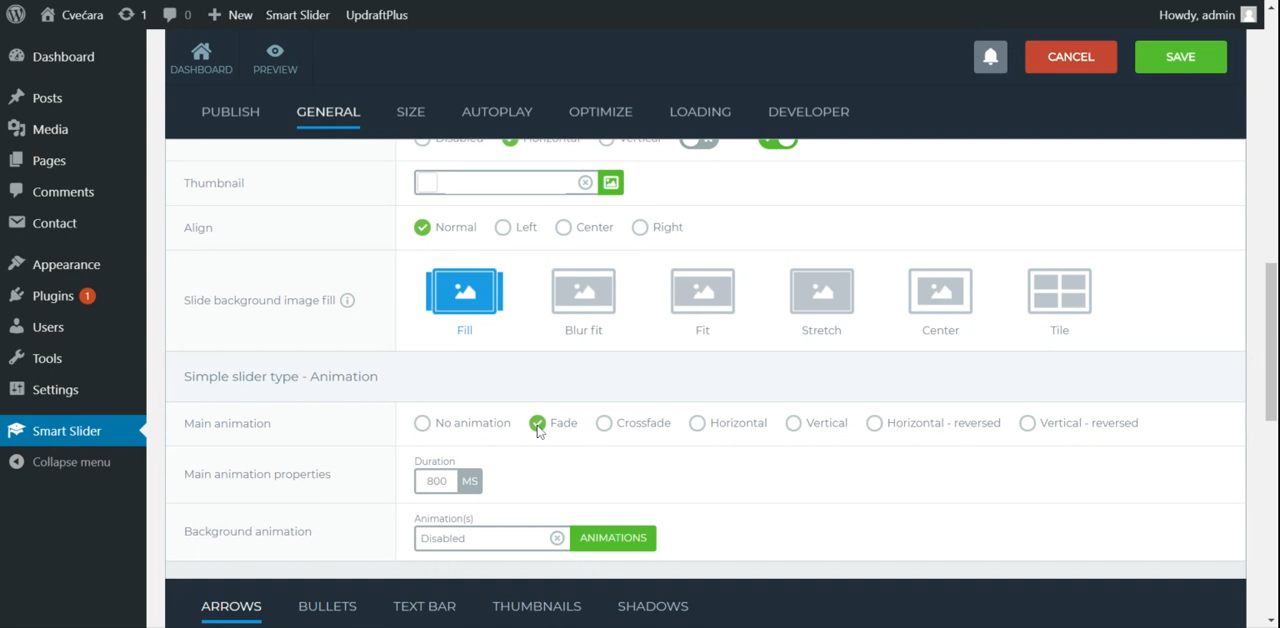 Cvećara 1 0 New Smart Slider UpdraftPlus Howdy, admin
Dashboard
Posts
Media
Pages
Comments
Contact
Appearance
Plugins 1
Users
Tools
Settings
Smart Slider
Collapse menu
DASHBOARD PREVIEW CANCEL SAVE
PUBLISH GENERAL SIZE AUTOPLAY OPTIMIZE LOADING DEVELOPER
Disabled Horizontal Vertical
Thumbnail
Align Normal Left Center Right
Slide background image fill
Fill Blur fit Fit Stretch Center Tile
Simple slider type - Animation
Main animation No animation Fade Crossfade Horizontal Vertical Horizontal - reversed Vertical - reversed
Duration
Main animation properties 800 MS
Animation(s)
Background animation Disabled ANIMATIONS
ARROWS BULLETS TEXT BAR THUMBNAILS SHADOWS